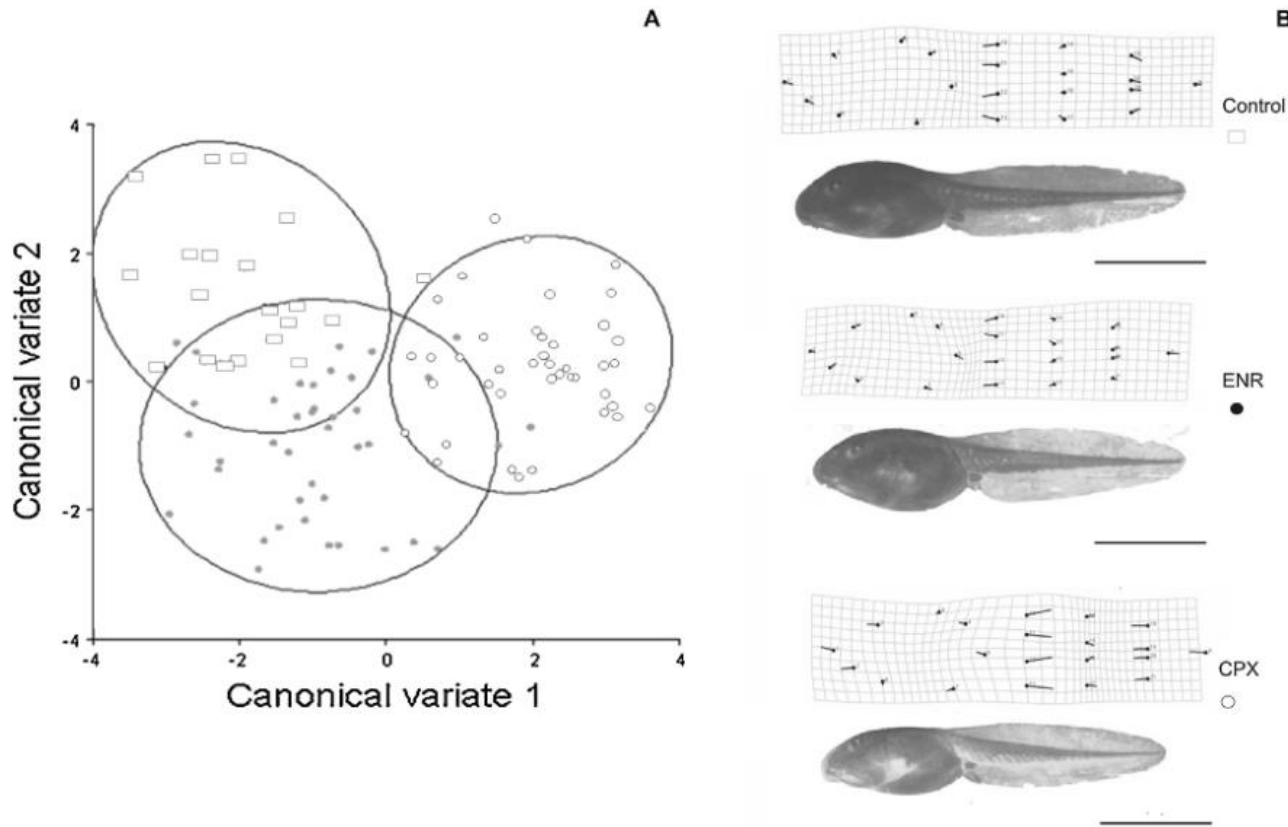 A
B
4
2
0
-2
-4
-4
-2
0
2
4
Canonical variate 2
Canonical variate 1
Control
ENR
CPX